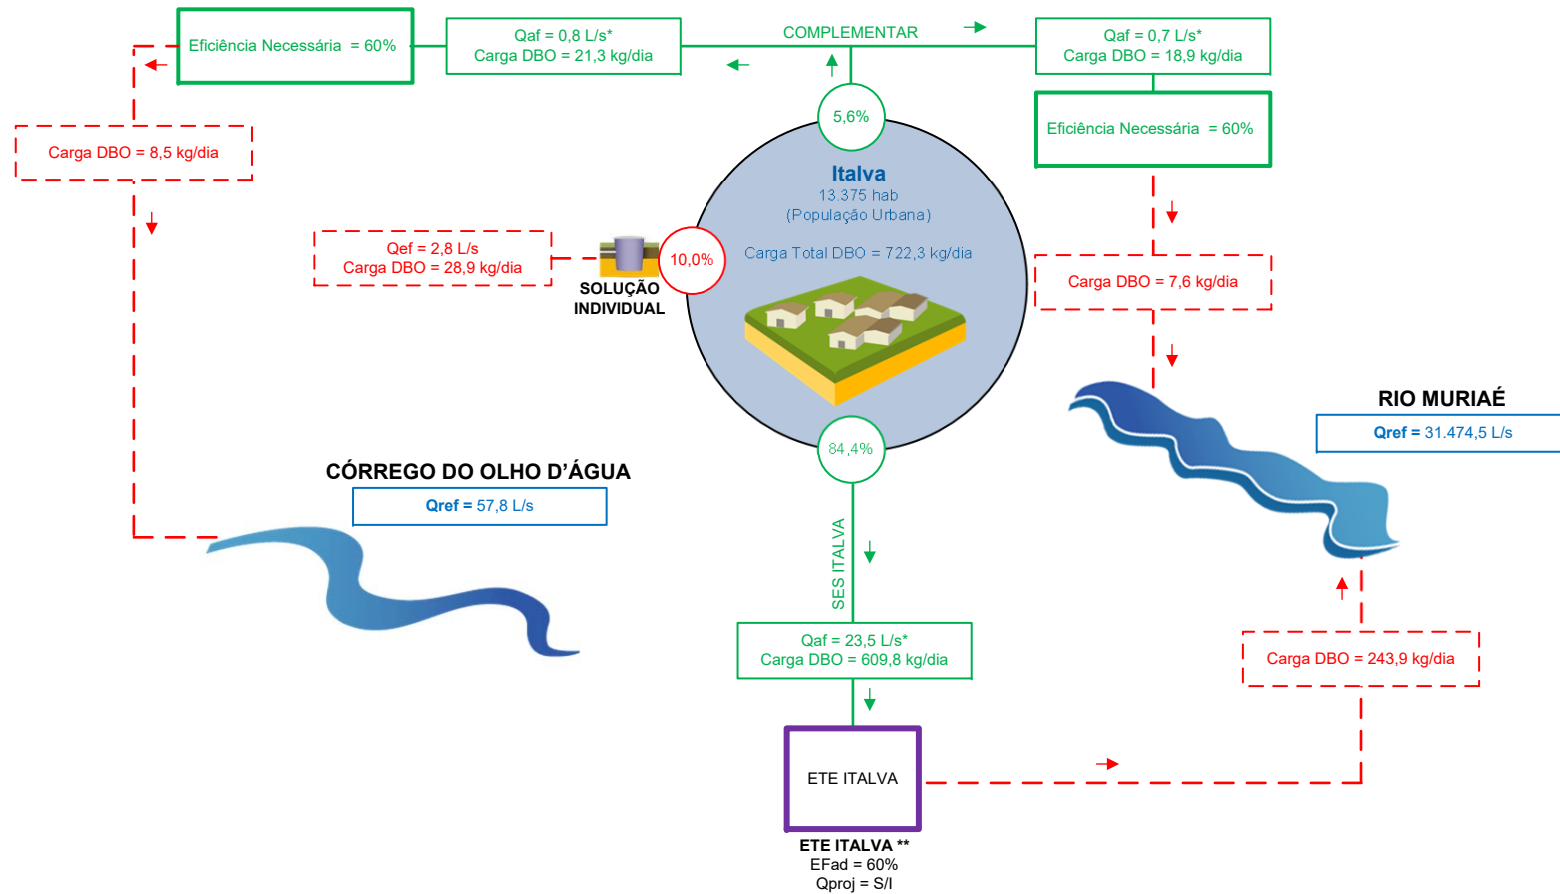 Eficiência Necessária = 60%
Qaf = 0,8 L/s*
Carga DBO = 21,3 kg/dia
COMPLEMENTAR
Qaf = 0,7 L/s*
Carga DBO = 18,9 kg/dia
Eficiência Necessária = 60%
5,6%
Carga DBO = 8,5 kg/dia
Italva
13.375 hab
(População Urbana)
Carga Total DBO = 722,3 kg/dia
Qef = 2,8 L/s
Carga DBO = 28,9 kg/dia
SOLUÇÃO
INDIVIDUAL
10,0%
Carga DBO = 7,6 kg/dia
RIO MURIAÉ
Qref = 31.474,5 L/s
84,4%
CÓRREGO DO OLHO D'ÁGUA
Qref = 57,8 L/s
SES ITALVA
Qaf = 23,5 L/s*
Carga DBO = 609,8 kg/dia
Carga DBO = 243,9 kg/dia
ETE ITALVA
ETE ITALVA **
EFad = 60%
Qproj = S/I